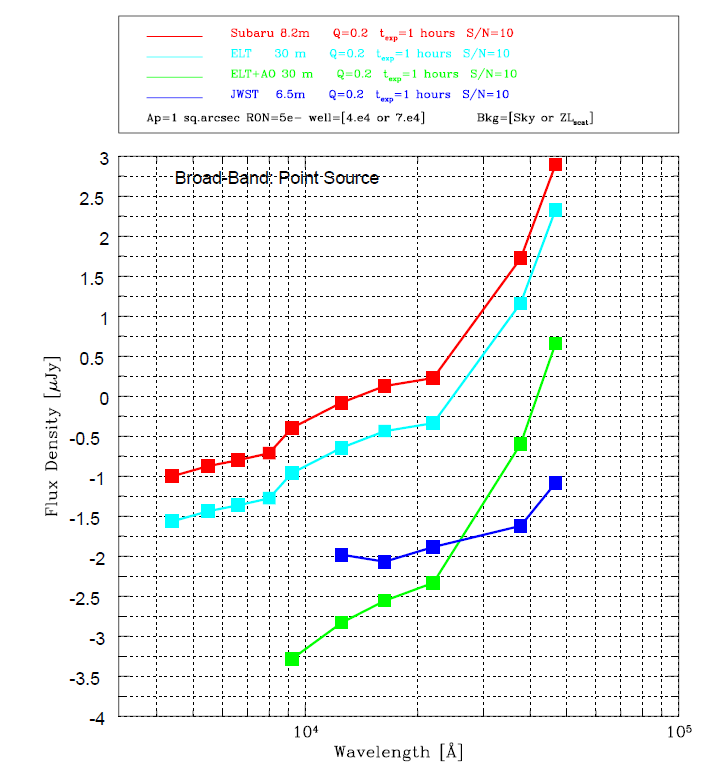 Subaru 8.2m Q=0.2 t_exp=1 hours S/N=10
ELT 30 m Q=0.2 t_exp=1 hours S/N=10
ELT+AO 30 m Q=0.2 t_exp=1 hours S/N=10
JWST 6.5m Q=0.2 t_exp=1 hours S/N=10
Ap=1 sq.arcsec RON=5e- well=[4.e4 or 7.e4] Bkg=[Sky or ZL_scat]
Broad-Band: Point Source
3
2.5
2
1.5
1
0.5
0
-0.5
-1
-1.5
-2
-2.5
-3
-3.5
-4
Flux Density [μJy]
10⁴ 10⁵
Wavelength [Å]